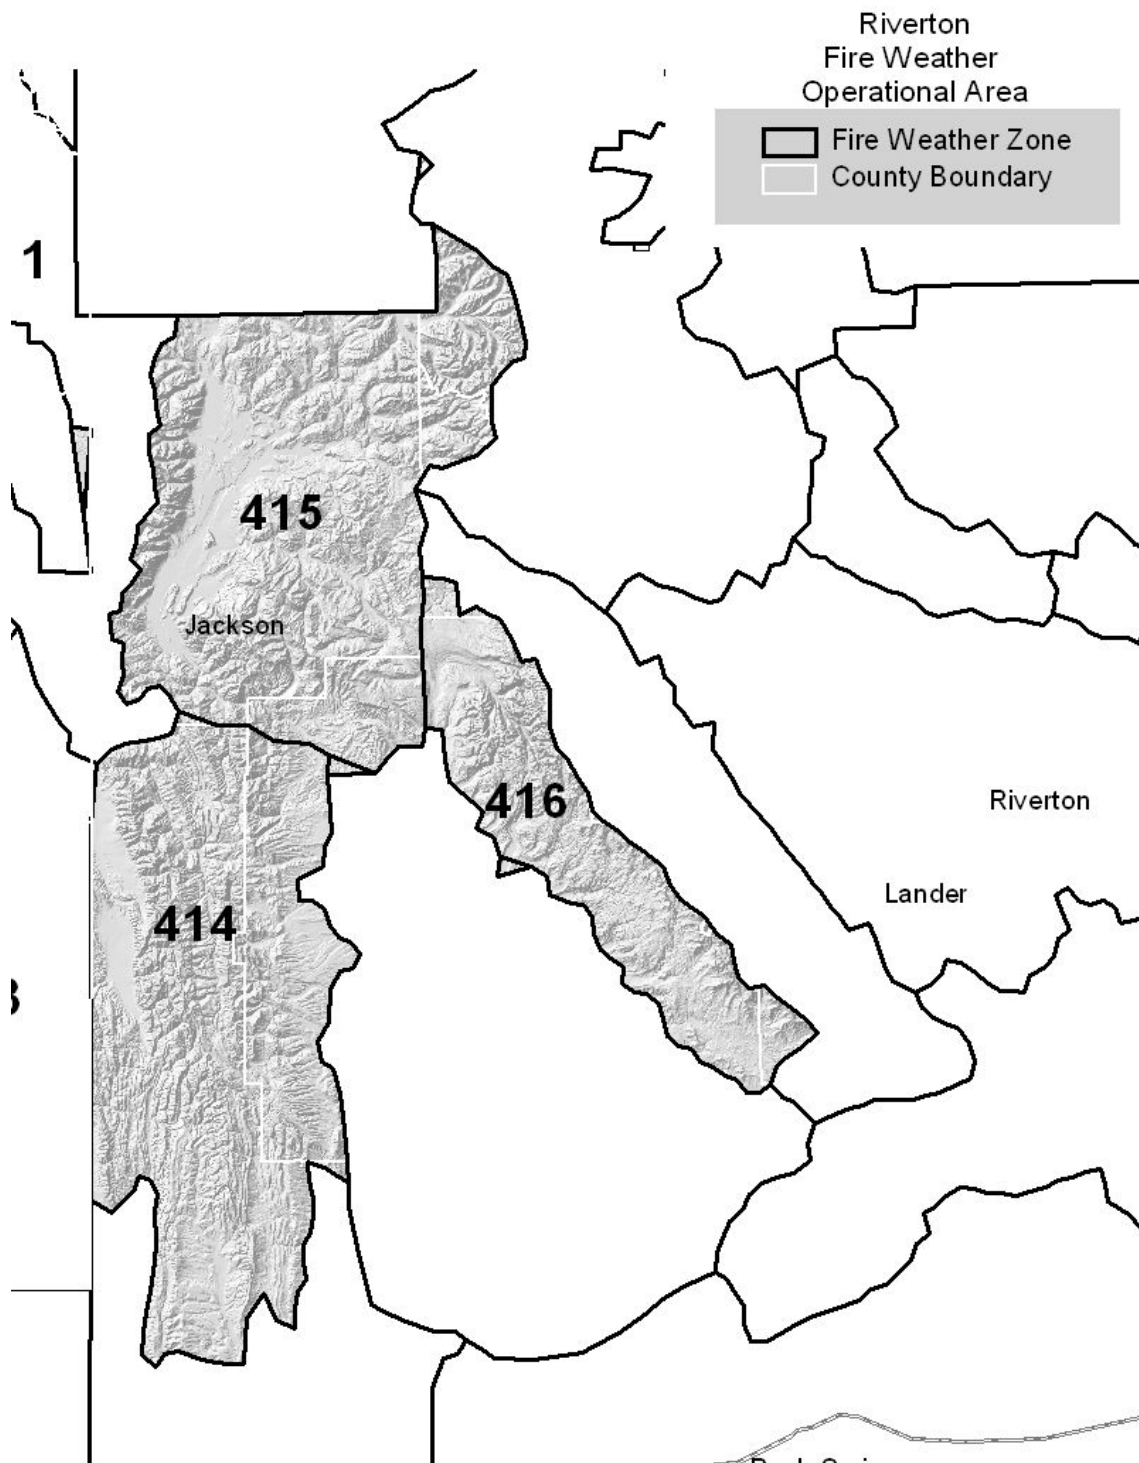 Riverton
Fire Weather
Operational Area
Fire Weather Zone
County Boundary
1
415
Jackson
416
Riverton
Lander
414